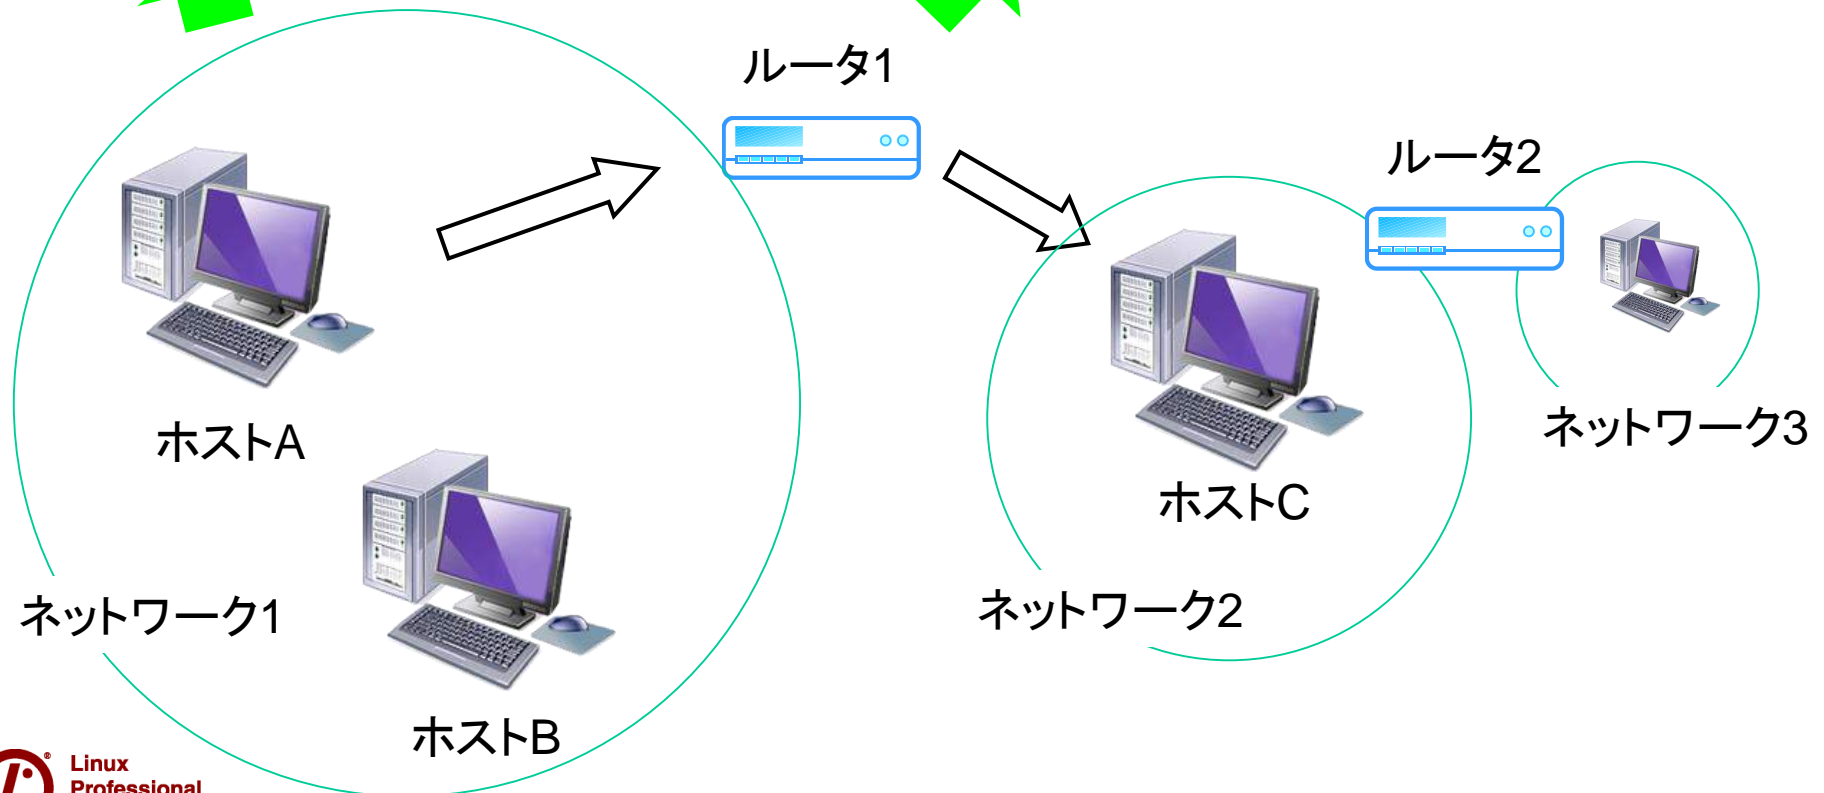 ルータ1
ルータ2
ホストA
ネットワーク3
ホストC
ネットワーク1
ネットワーク2
ホストB
Linux
Professional